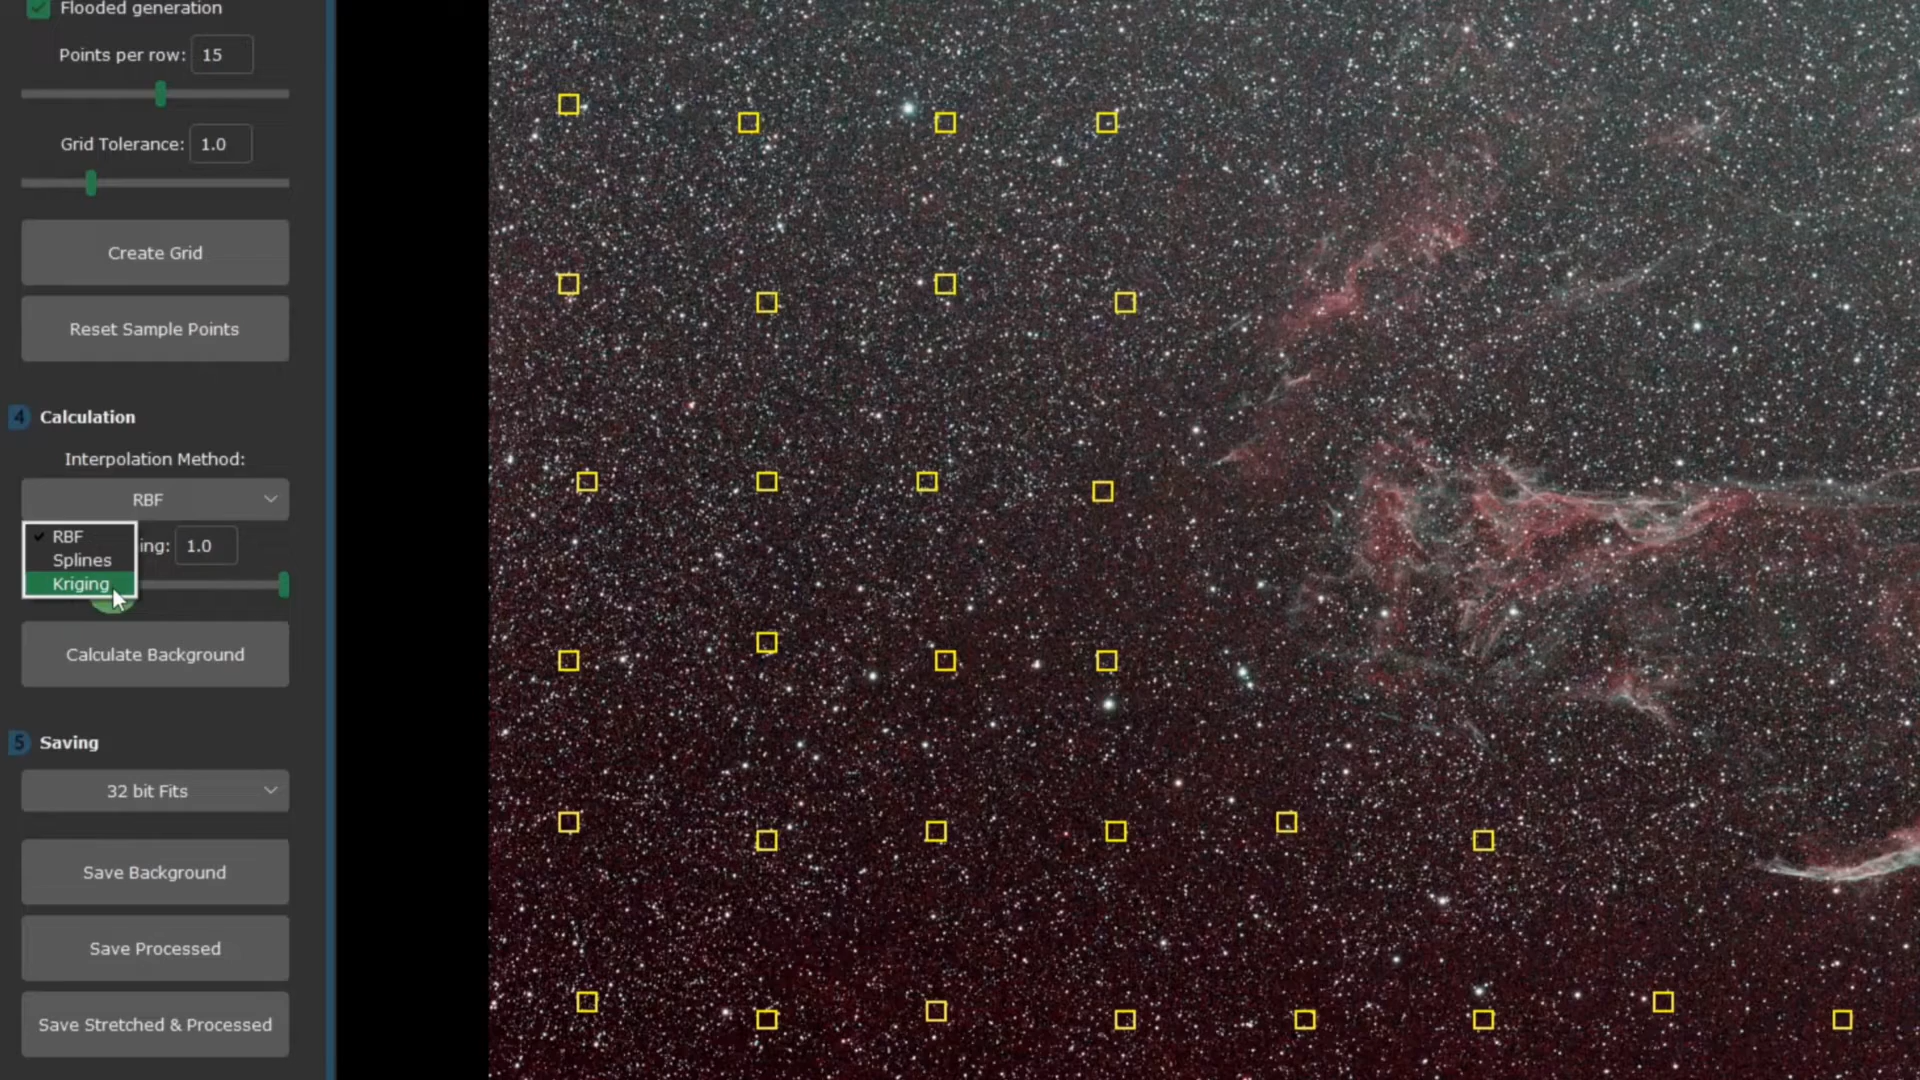 Flooded generation
Points per row: 15
Grid Tolerance: 1.0
Create Grid
Reset Sample Points
4 Calculation
Interpolation Method:
RBF
RBF
ing: 1.0
Splines
Kriging
Calculate Background
5 Saving
32 bit Fits
Save Background
Save Processed
Save Stretched & Processed